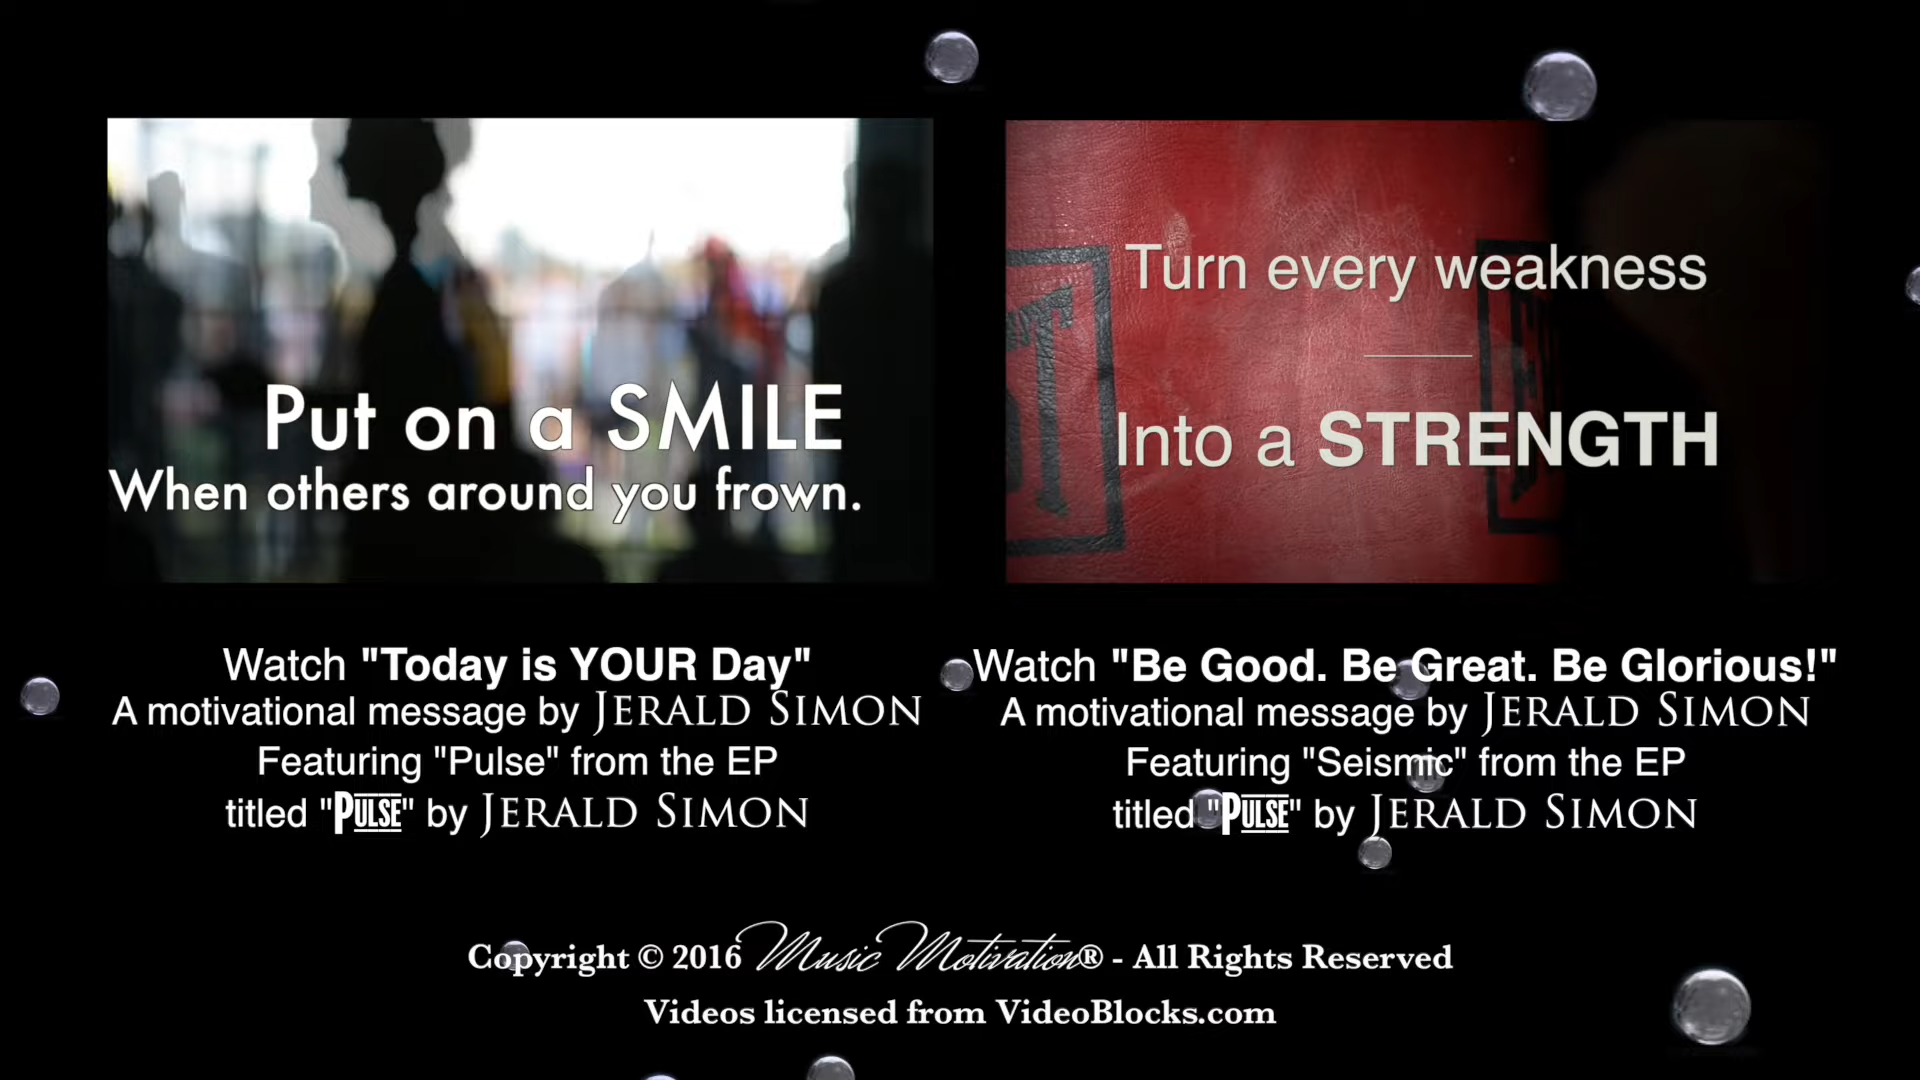 Put on a SMILE
When others around you frown.
Turn every weakness
Into a STRENGTH
Watch "Today is YOUR Day"
A motivational message by JERALD SIMON
Featuring "Pulse" from the EP
titled "PULSE" by JERALD SIMON
Watch "Be Good. Be Great. Be Glorious!"
A motivational message by JERALD SIMON
Featuring "Seismic" from the EP
titled "PULSE" by JERALD SIMON
Copyright © 2016 Music Motivation® - All Rights Reserved
Videos licensed from VideoBlocks.com